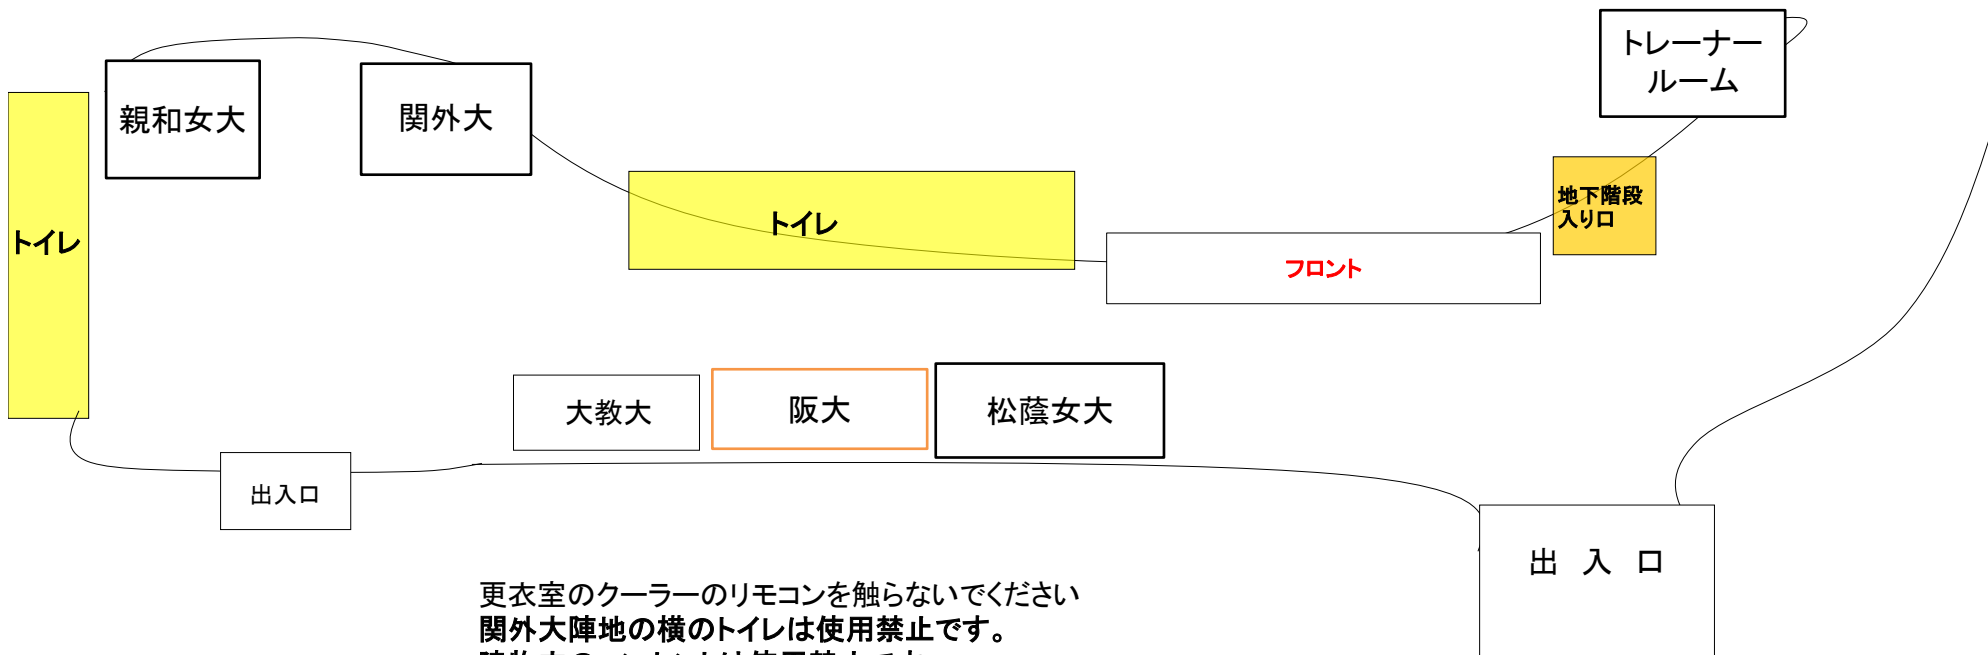 トレーナー
ルーム
親和女大
関外大
地下階段
入り口
トイレ
トイレ
フロント
大教大
阪大
松蔭女大
出入口
出 入 口
更衣室のクーラーのリモコンを触らないでください
関外大陣地の横のトイレは使用禁止です。